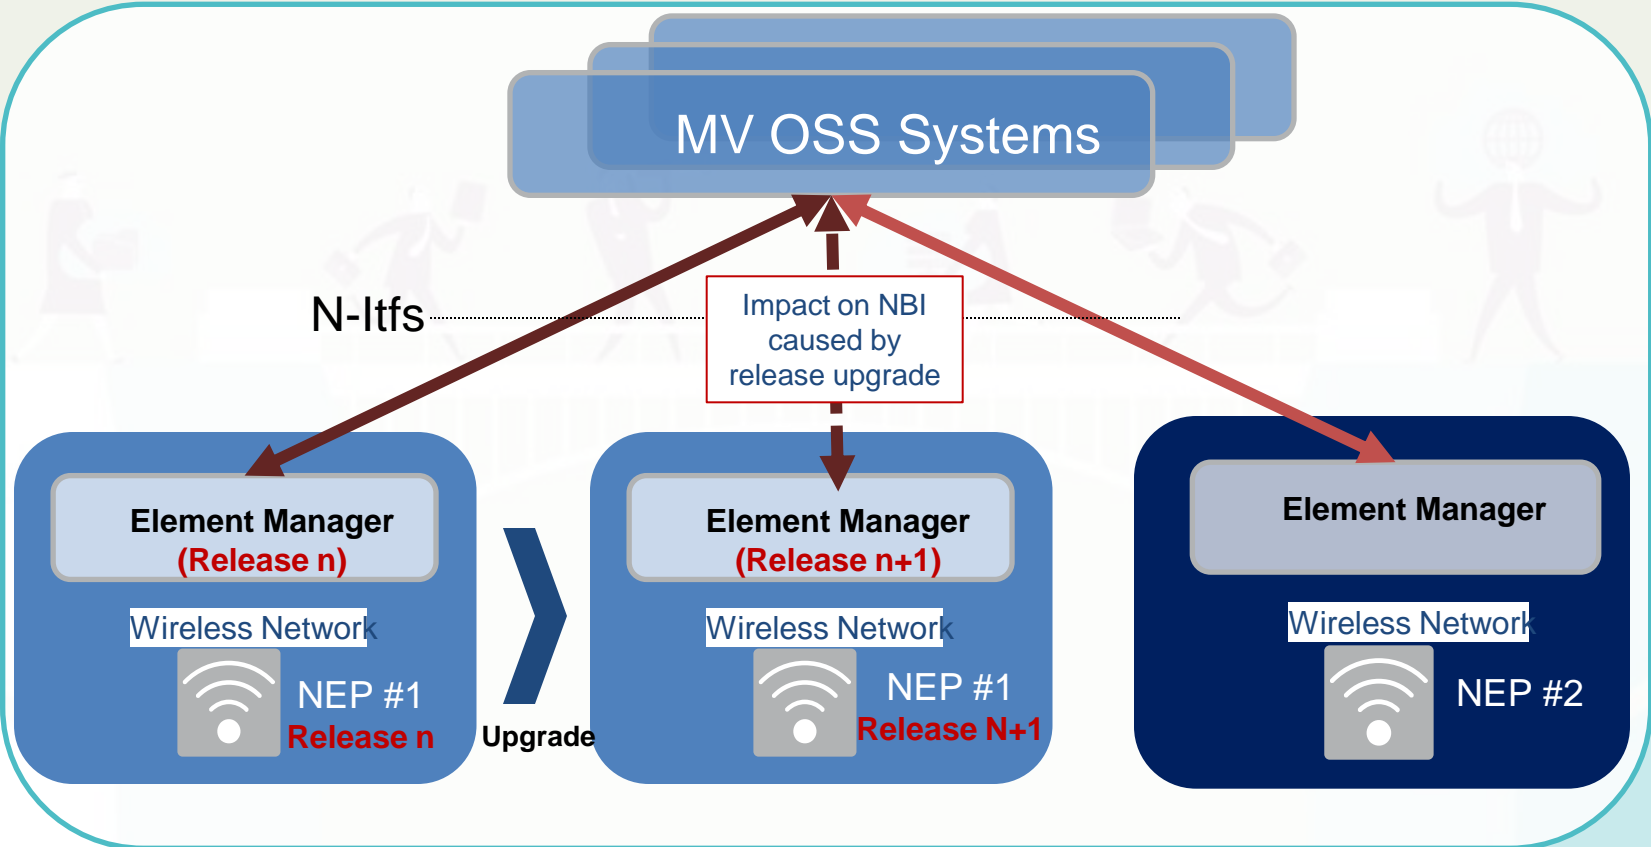 MV OSS Systems
N-Itfs
Impact on NBI
caused by
release upgrade
Element Manager
(Release n)
Wireless Network
NEP #1
Release n
Upgrade
Element Manager
(Release n+1)
Wireless Network
NEP #1
Release N+1
Element Manager
Wireless Network
NEP #2